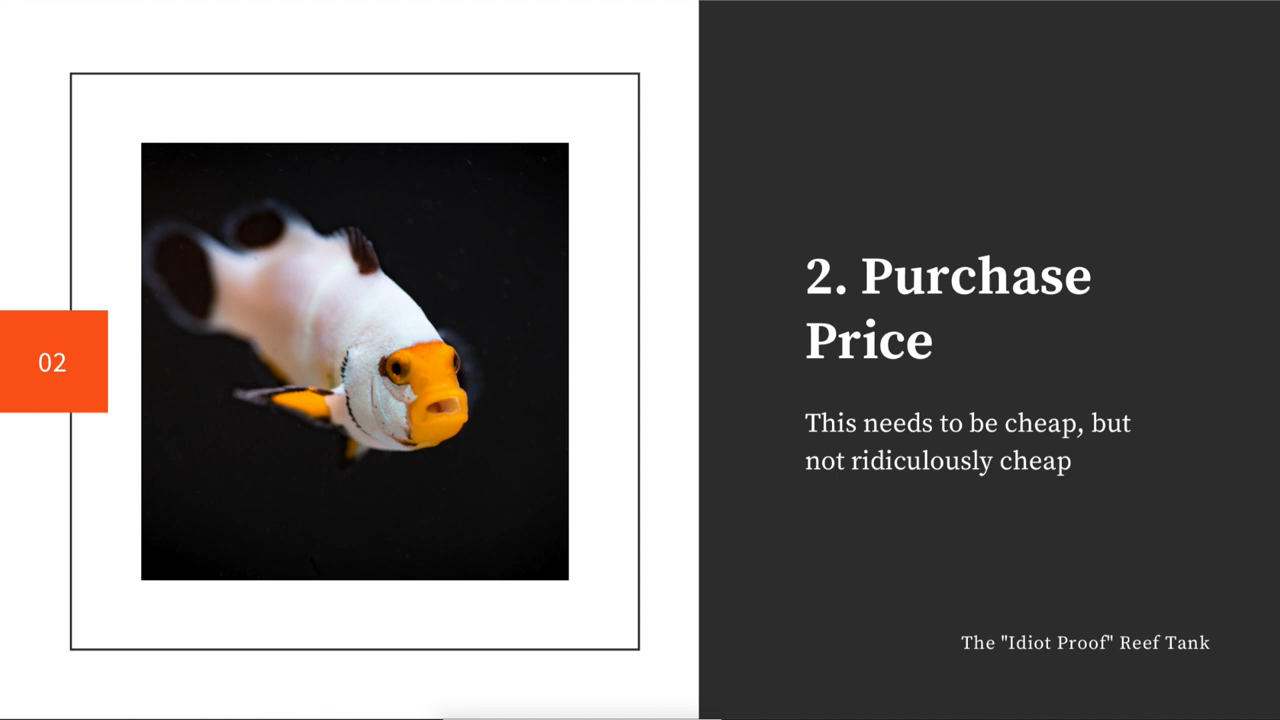 02
2. Purchase
Price
This needs to be cheap, but
not ridiculously cheap
The "Idiot Proof" Reef Tank